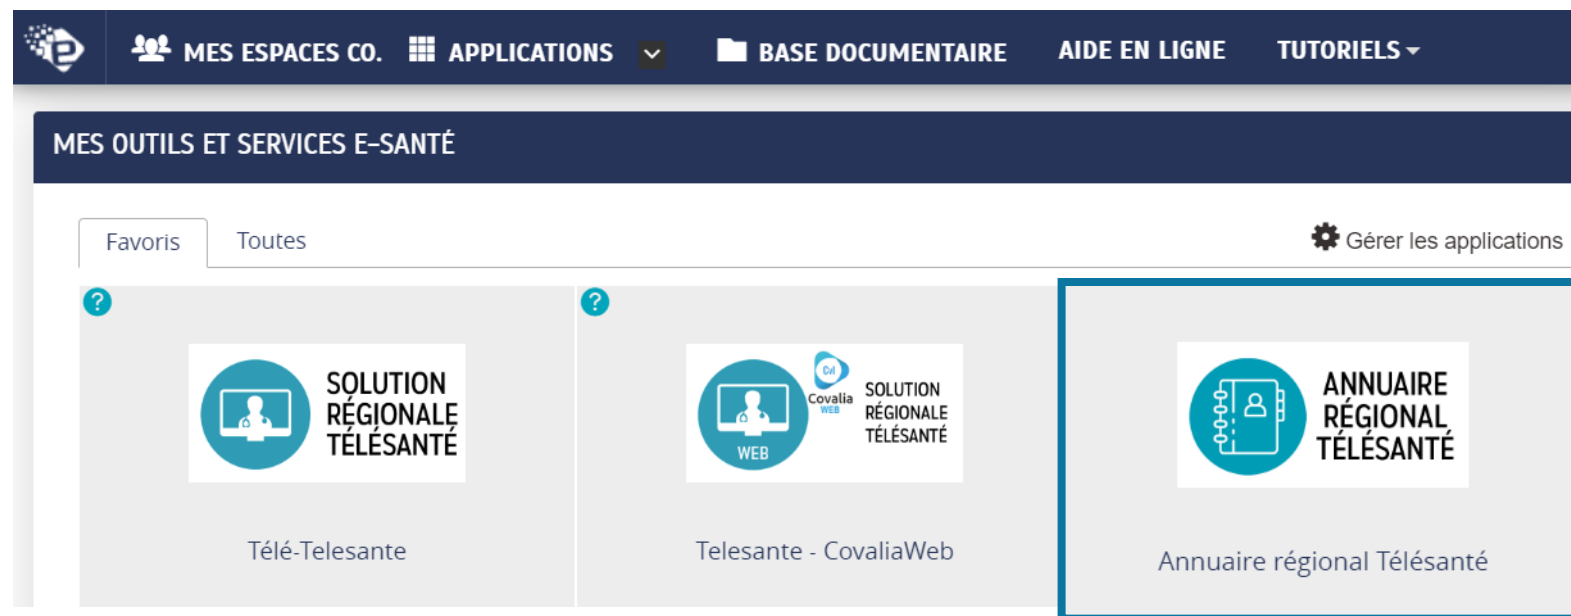 MES ESPACES CO. APPLICATIONS BASE DOCUMENTAIRE AIDE EN LIGNE TUTORIELS
MES OUTILS ET SERVICES E-SANTÉ
Favoris Toutes Gérer les applications
? ?
SOLUTION
RÉGIONALE
TÉLÉSANTÉ
Télé-Telesante
WEB
Cvl
Covalia
WEB
SOLUTION
RÉGIONALE
TÉLÉSANTÉ
Telesante - CovaliaWeb
ANNUAIRE
RÉGIONAL
TÉLÉSANTÉ
Annuaire régional Télésanté